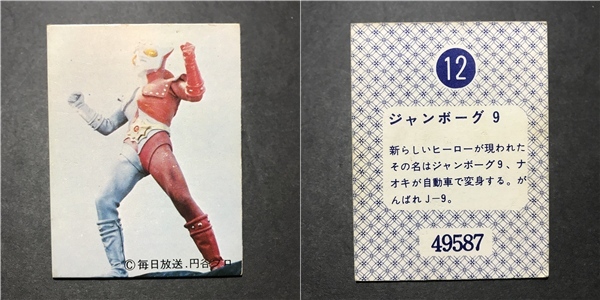 ©毎日放送.円谷プロ
12
ジャンボーグ 9
新らしいヒーローが現われた
その名はジャンボーグ9、ナ
オキが自動車で変身する。が
んばれJ-9。
49587